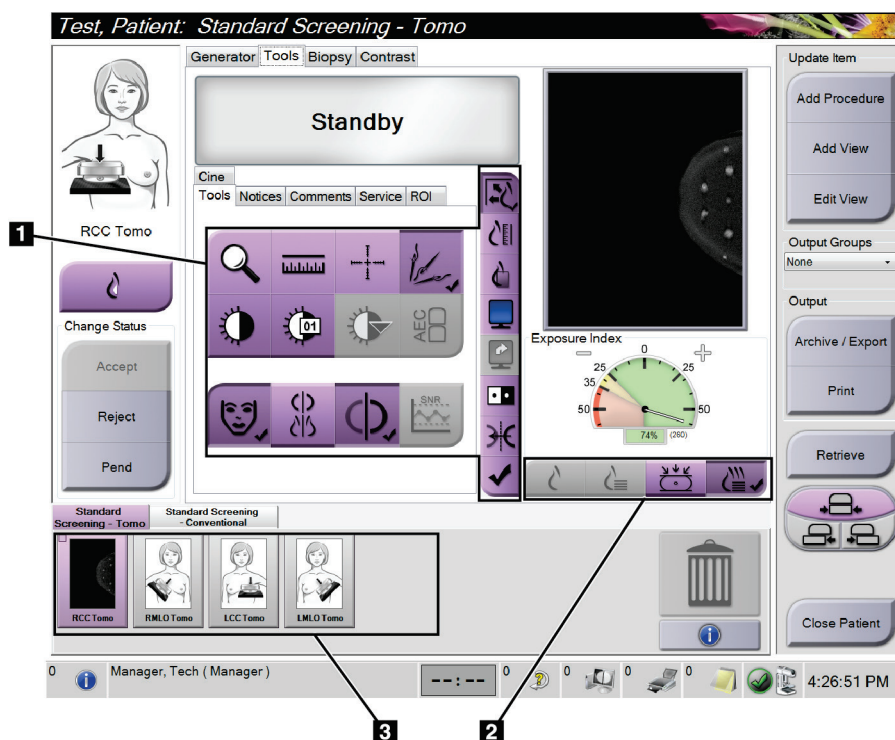 Test, Patient: Standard Screening - Tomo
Generator Tools Biopsy Contrast
Standby
Cine
Tools Notices Comments Service ROI
RCC Tomo
1
01
AEC
SNR
Change Status
Accept
Reject
Pend
Exposure Index
0
25 25
35
50 50
74% (260)
Update Item
Add Procedure
Add View
Edit View
Output Groups
None
Output
Archive / Export
Print
Retrieve
Close Patient
Standard
Screening - Tomo
Standard Screening
- Conventional
RCC Tomo RMLO Tomo LCC Tomo LMLO Tomo
0 Manager, Tech ( Manager ) --:-- 0 0 0 0 4:26:51 PM
3 2